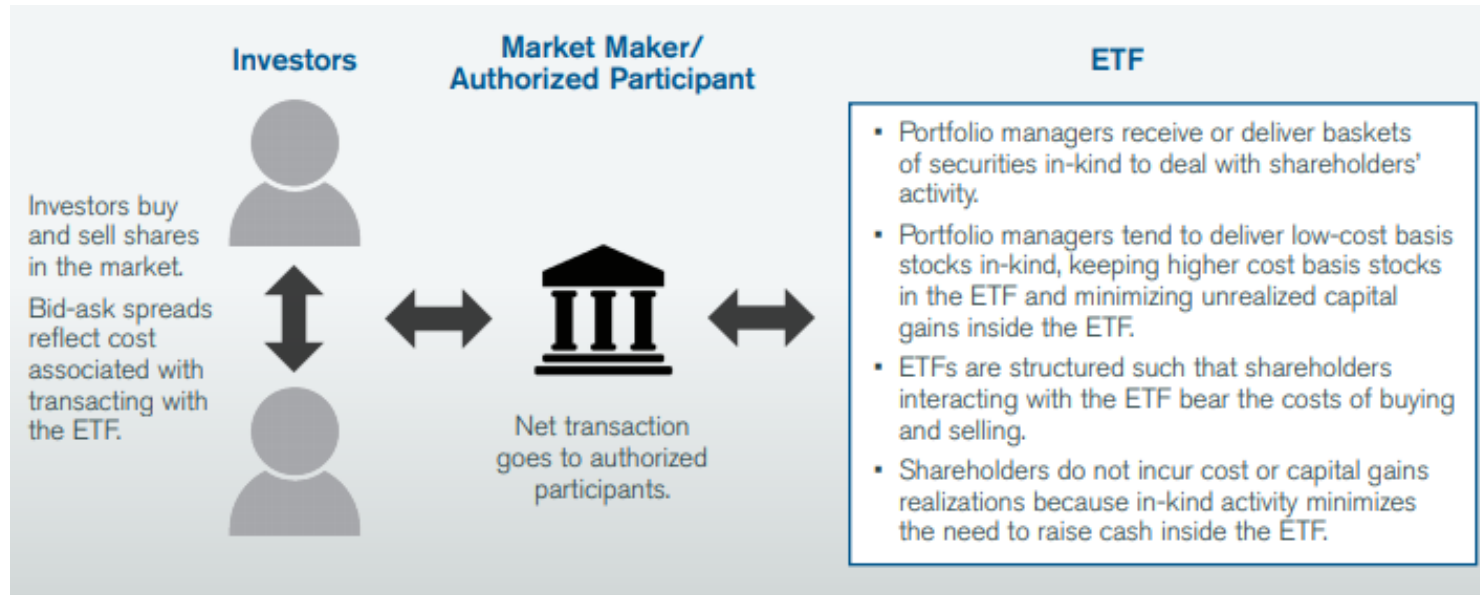 Investors
Market Maker/
Authorized Participant
ETF
Investors buy
and sell shares
in the market.
Bid-ask spreads
reflect cost
associated with
transacting with
the ETF.
Net transaction
goes to authorized
participants.
▪ Portfolio managers receive or deliver baskets
of securities in-kind to deal with shareholders’
activity.
▪ Portfolio managers tend to deliver low-cost basis
stocks in-kind, keeping higher cost basis stocks
in the ETF and minimizing unrealized capital
gains inside the ETF.
▪ ETFs are structured such that shareholders
interacting with the ETF bear the costs of buying
and selling.
▪ Shareholders do not incur cost or capital gains
realizations because in-kind activity minimizes
the need to raise cash inside the ETF.